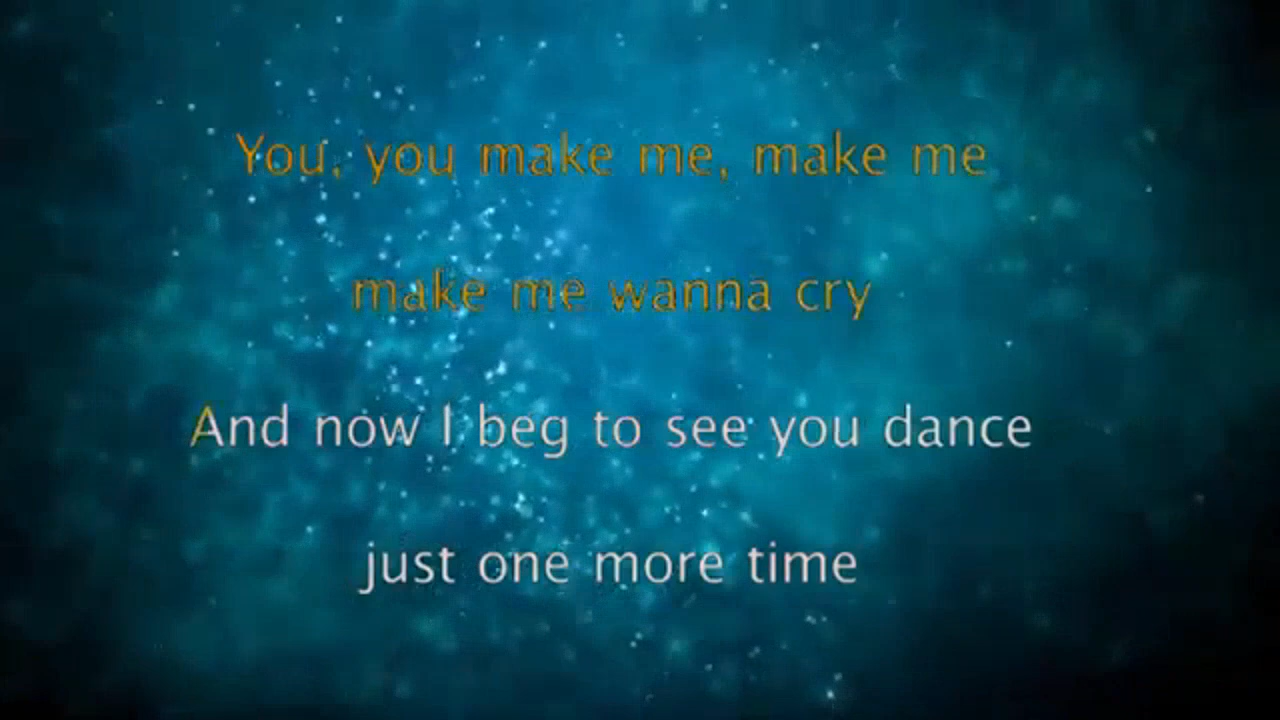 You, you make me, make me
make me wanna cry
And now I beg to see you dance
just one more time